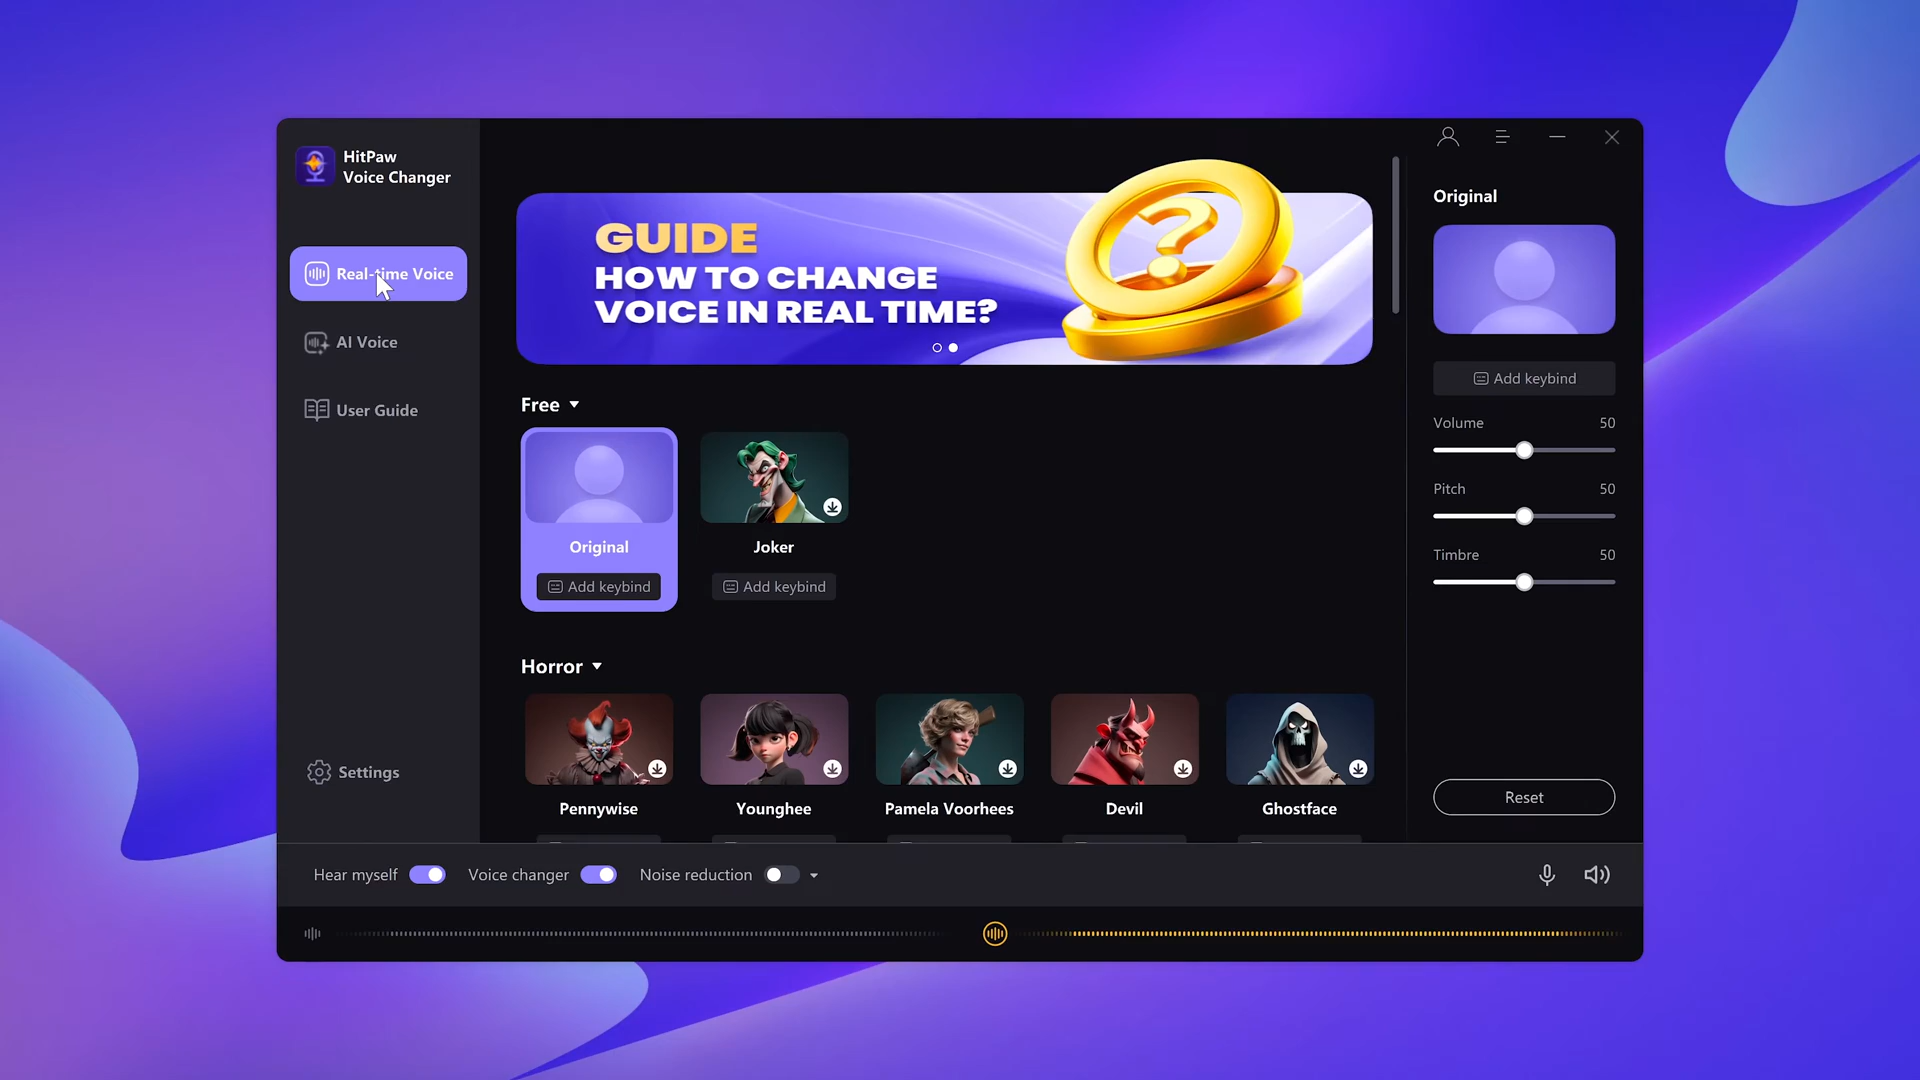 HitPaw
Voice Changer
Real-time Voice
AI Voice
User Guide
Settings
GUIDE
HOW TO CHANGE
VOICE IN REAL TIME?
Free
Original
Joker
Add keybind
Add keybind
Horror
Pennywise
Younghee
Pamela Voorhees
Devil
Ghostface
Original
Add keybind
Volume 50
Pitch 50
Timbre 50
Reset
Hear myself
Voice changer
Noise reduction